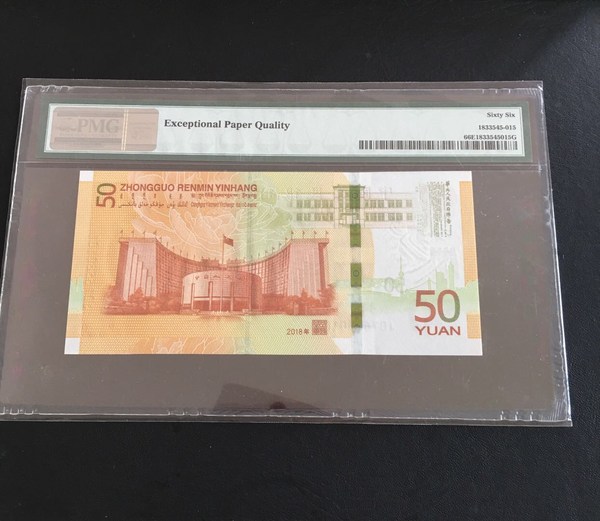 PMG
Exceptional Paper Quality
Sixty Six
1833545-015
66E1833545015G
50
ZHONGGUO RENMIN YINHANG
2018年
50
YUAN